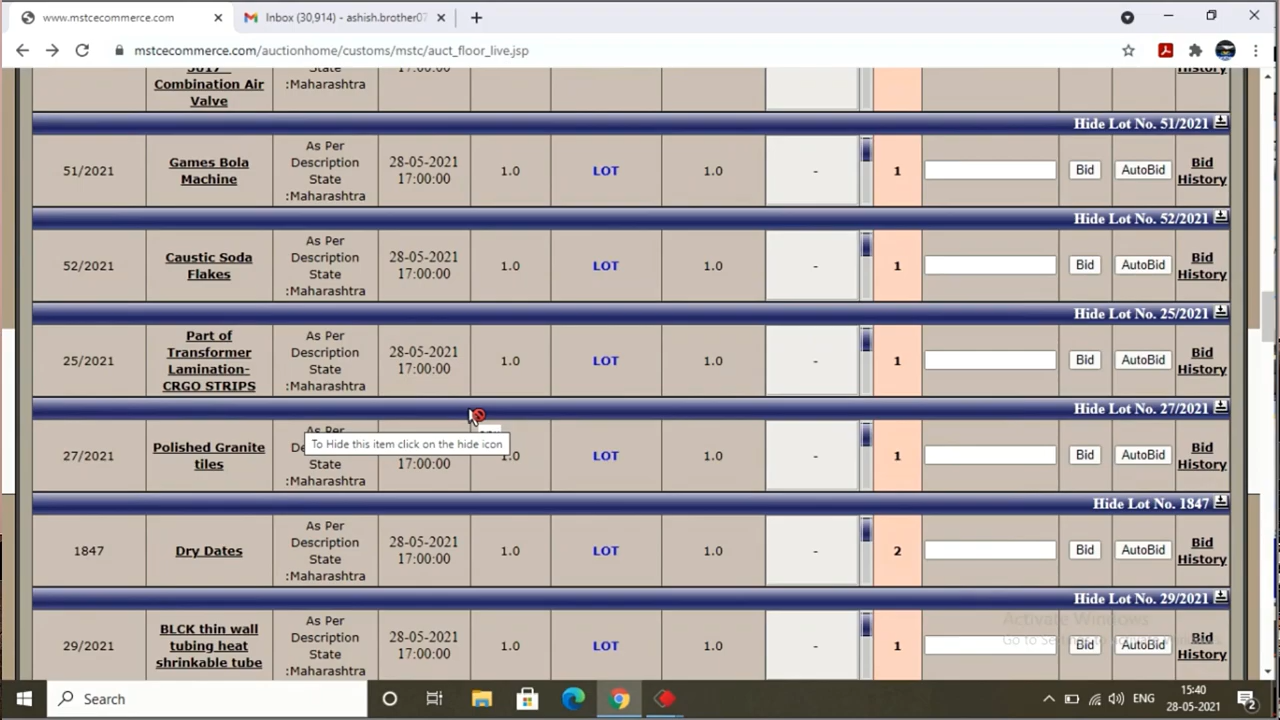 www.mstcecommerce.com
Inbox (30,914) - ashish.brother07
mstcecommerce.com/auctionhome/customs/mstc/auct_floor_live.jsp
Combination Air
Valve
State
:Maharashtra
History
Hide Lot No. 51/2021
51/2021
Games Bola
Machine
As Per
Description
State
:Maharashtra
28-05-2021
17:00:00
1.0
LOT
1.0
-
1
Bid
AutoBid
Bid
History
Hide Lot No. 52/2021
52/2021
Caustic Soda
Flakes
As Per
Description
State
:Maharashtra
28-05-2021
17:00:00
1.0
LOT
1.0
-
1
Bid
AutoBid
Bid
History
Hide Lot No. 25/2021
25/2021
Part of
Transformer
Lamination-
CRGO STRIPS
As Per
Description
State
:Maharashtra
28-05-2021
17:00:00
1.0
LOT
1.0
-
1
Bid
AutoBid
Bid
History
Hide Lot No. 27/2021
27/2021
Polished Granite
tiles
As Per
To Hide this item click on the hide icon
State
:Maharashtra
17:00:00
1.0
LOT
1.0
-
1
Bid
AutoBid
Bid
History
Hide Lot No. 1847
1847
Dry Dates
As Per
Description
State
:Maharashtra
28-05-2021
17:00:00
1.0
LOT
1.0
-
2
Bid
AutoBid
Bid
History
Hide Lot No. 29/2021
29/2021
BLCK thin wall
tubing heat
shrinkable tube
As Per
Description
State
:Maharashtra
28-05-2021
17:00:00
1.0
LOT
1.0
-
1
Bid
AutoBid
Bid
History
Activate Windows
Search
ENG
15:40
28-05-2021
2